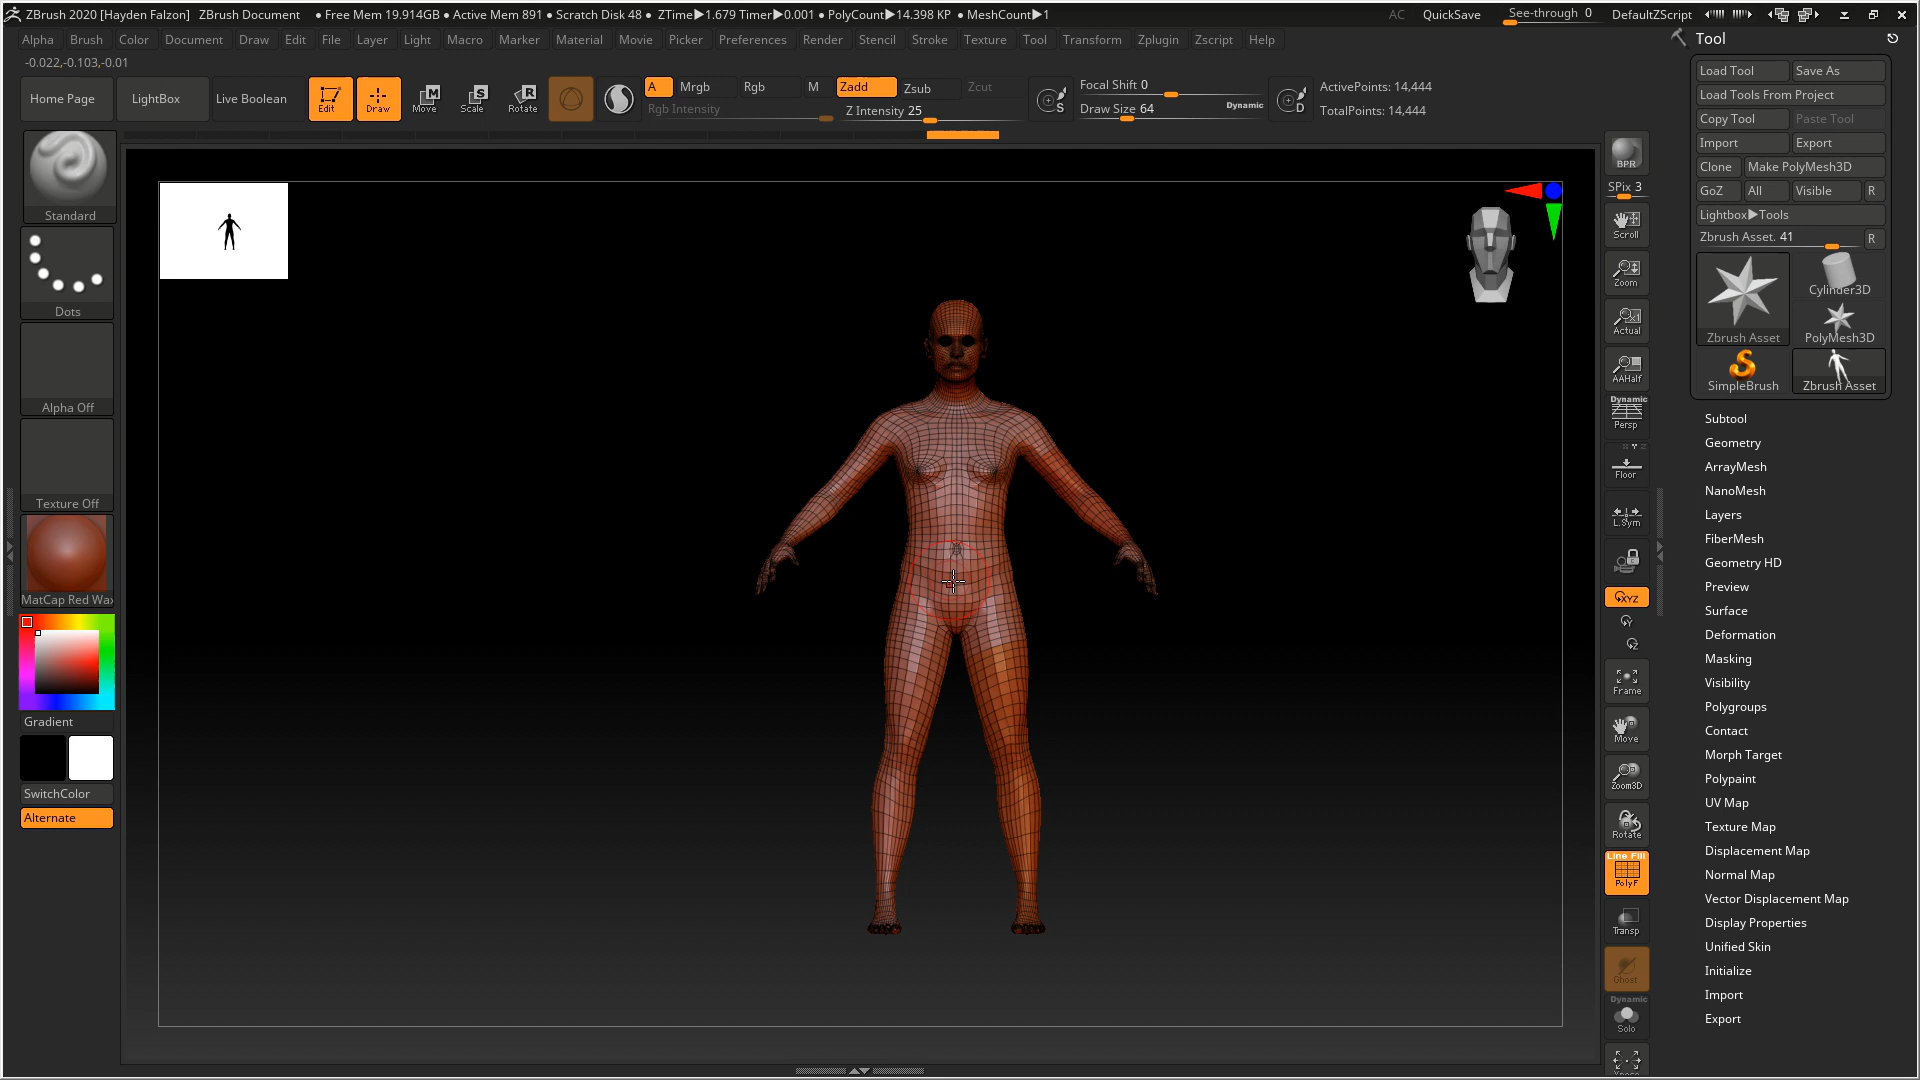 ZBrush 2020 [Hayden Falzon] ZBrush Document ● Free Mem 19.914GB ● Active Mem 891 ● Scratch Disk 48 ● ZTime▶1.679 Timer▶0.001 ● PolyCount▶14.398 KP ● MeshCount▶1 AC QuickSave See-through 0 DefaultZScript
Alpha Brush Color Document Draw Edit File Layer Light Macro Marker Material Movie Picker Preferences Render Stencil Stroke Texture Tool Transform Zplugin Zscript Help
-0.022,-0.103,-0.01
Home Page LightBox Live Boolean Edit Draw Move Scale Rotate
M S R
A Mrgb Rgb M Zadd Zsub Zcut
Rgb Intensity Z Intensity 25
S Focal Shift 0
Draw Size 64 Dynamic
D ActivePoints: 14,444
TotalPoints: 14,444
Standard
Dots
Alpha Off
Texture Off
MatCap Red Wax
Gradient
SwitchColor
Alternate
BPR
SPix 3
Scroll
Zoom
Actual
AAHalf
Dynamic
Persp
Floor
L.Sym
XYZ
Y
Z
Frame
Move
Zoom3D
Rotate
Line Fill
PolyF
Transp
Ghost
Dynamic
Solo
Tool
Load Tool Save As
Load Tools From Project
Copy Tool Paste Tool
Import Export
Clone Make PolyMesh3D
GoZ All Visible R
Lightbox▶Tools
Zbrush Asset. 41 R
Zbrush Asset
Cylinder3D
PolyMesh3D
SimpleBrush
Zbrush Asset
Subtool
Geometry
ArrayMesh
NanoMesh
Layers
FiberMesh
Geometry HD
Preview
Surface
Deformation
Masking
Visibility
Polygroups
Contact
Morph Target
Polypaint
UV Map
Texture Map
Displacement Map
Normal Map
Vector Displacement Map
Display Properties
Unified Skin
Initialize
Import
Export